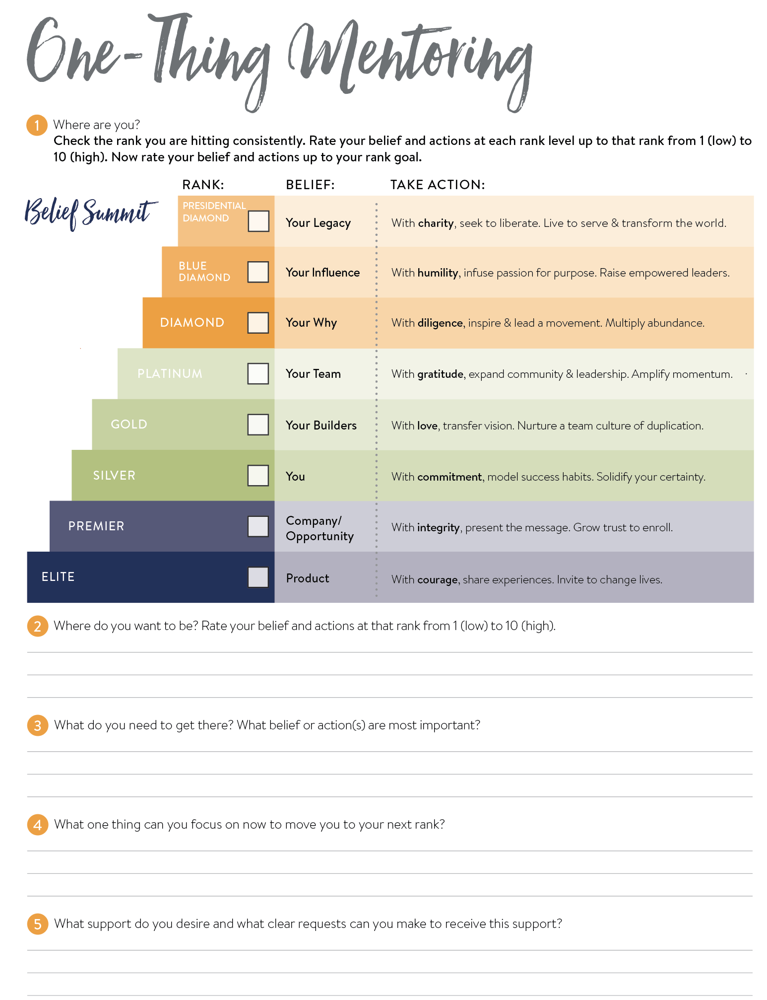 One-Thing Mentoring
1 Where are you?
Check the rank you are hitting consistently. Rate your belief and actions at each rank level up to that rank from 1 (low) to
10 (high). Now rate your belief and actions up to your rank goal.
RANK: BELIEF: TAKE ACTION:
Belief Summit
PRESIDENTIAL
DIAMOND
Your Legacy
With charity, seek to liberate. Live to serve & transform the world.
BLUE
DIAMOND
Your Influence
With humility, infuse passion for purpose. Raise empowered leaders.
DIAMOND
Your Why
With diligence, inspire & lead a movement. Multiply abundance.
PLATINUM
Your Team
With gratitude, expand community & leadership. Amplify momentum.
GOLD
Your Builders
With love, transfer vision. Nurture a team culture of duplication.
SILVER
You
With commitment, model success habits. Solidify your certainty.
PREMIER
Company/
Opportunity
With integrity, present the message. Grow trust to enroll.
ELITE
Product
With courage, share experiences. Invite to change lives.
2 Where do you want to be? Rate your belief and actions at that rank from 1 (low) to 10 (high).
3 What do you need to get there? What belief or action(s) are most important?
4 What one thing can you focus on now to move you to your next rank?
5 What support do you desire and what clear requests can you make to receive this support?